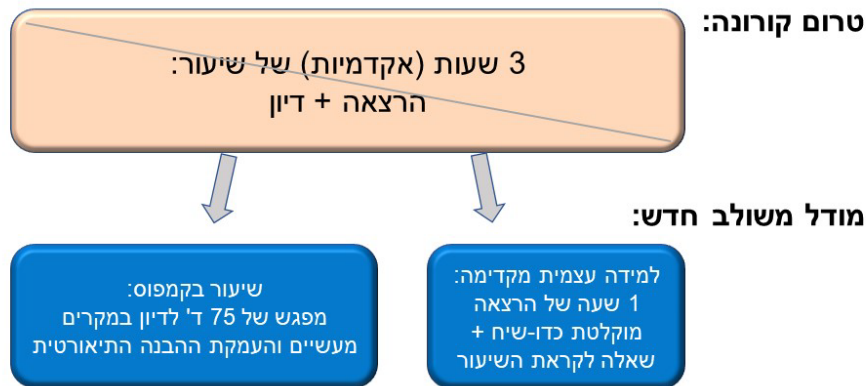 טרום קורונה:
3 שעות (אקדמיות) של שיעור:
הרצאה + דיון
מודל משולב חדש:
למידה עצמית מקדימה:
1 שעה של הרצאה
מוקלטת כדו-שיח +
שאלה לקראת השיעור
שיעור בקמפוס:
מפגש של 75 ד' לדיון במקרים
מעשיים והעמקת ההבנה התיאורטית